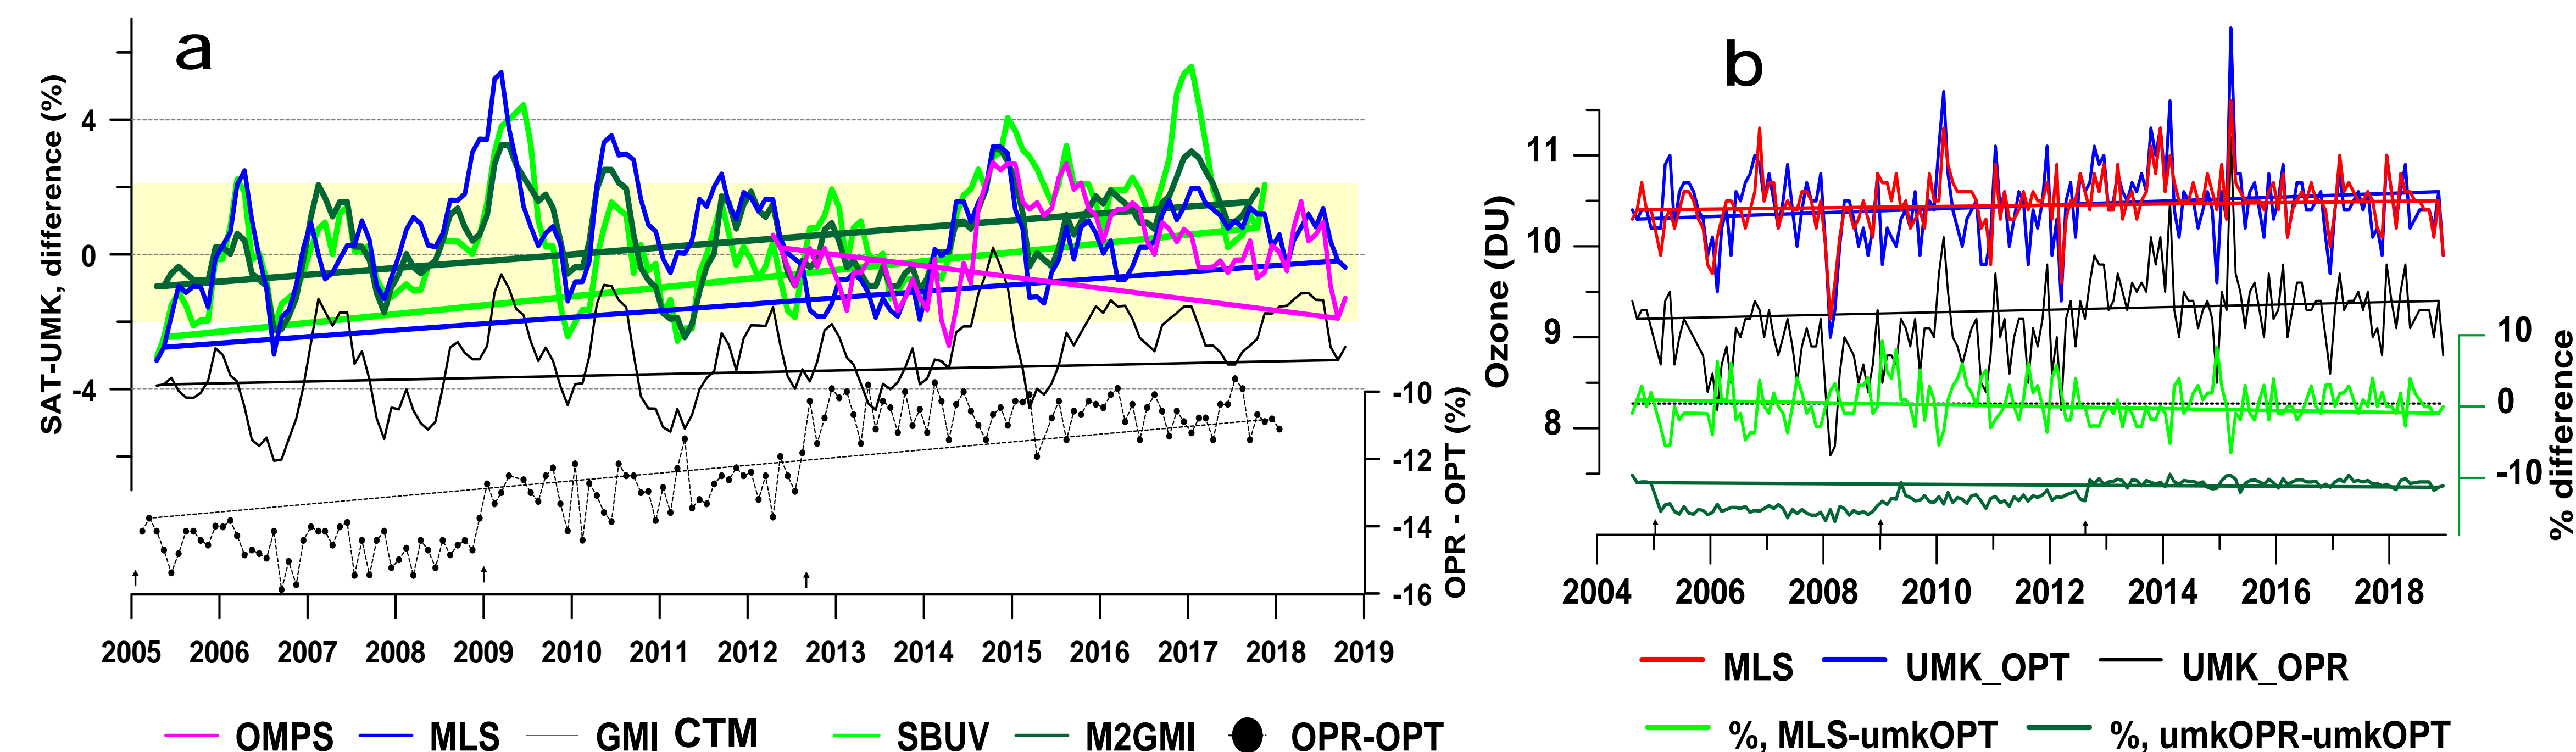 a
SAT-UMK, difference (%)
4
0
-4
-10
-12
-14
-16
OPR - OPT (%)
2005 2006 2007 2008 2009 2010 2011 2012 2013 2014 2015 2016 2017 2018 2019
OMPS MLS GMI CTM SBUV M2GMI OPR-OPT
b
Ozone (DU)
11
10
9
8
10
0
-10
% difference
2004 2006 2008 2010 2012 2014 2016 2018
MLS UMK_OPT UMK_OPR
%, MLS-umkOPT %, umkOPR-umkOPT